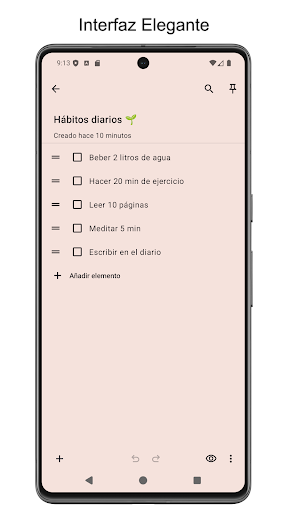 Interfaz Elegante
9:13
Hábitos diarios 🌱
Creado hace 10 minutos
Beber 2 litros de agua
Hacer 20 min de ejercicio
Leer 10 páginas
Meditar 5 min
Escribir en el diario
Añadir elemento